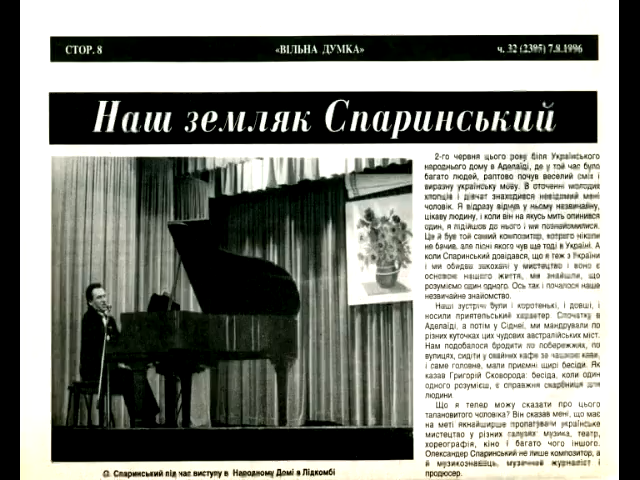 СТОР. 8
«ВІЛЬНА ДУМКА»
ч. 32 (2395) 7.8.1996
Наш земляк Спаринський
2-го червня цього року біля Українського
народнього дому в Аделаїді, де у той час було
багато людей, раптово почув веселий сміх і
виразну українську мову. В оточенні молодих
хлопців і дівчат знаходився невідомий мені
чоловік. Я відразу відчув у ньому незвичайну,
цікаву людину, і коли він на якусь мить опинився
один, я підійшов до нього і ми познайомилися.
Це й був той самий композитор, котрого ніколи
не бачив, але пісні якого чув ще тоді в Україні. А
коли Спаринський довідався, що я теж з України
і ми обидва закохані у мистецтво і воно є
основою нашого життя, ми знайшли, що
розуміємо один одного. Ось так і почалося наше
незвичайне знайомство.
Наші зустрічі були і коротенькі, і довші, і
носили приятельський характер. Спочатку в
Аделаїді, а потім у Сіднеї, ми мандрували по
різних куточках цих чудових австралійських міст.
Нам подобалося бродити по побережжях, по
вулицях, сидіти у охайних кафе за чашкою кави,
і саме головне, мали приємні щирі бесіди. Як
казав Григорій Сковорода: бесіда, коли один
одного розуміеш, є справжня скарбниця для
людини.
Що я тепер можу сказати про цього
талановитого чоловіка? Він сказав мені, що має
на меті якнайширше пропагувати українське
мистецтво у різних галузях: музика, театр,
хореографія, кіно і багато чого іншого.
Олександер Спаринський не лише композитор, а
й музикознавець, музичний журналіст і
продюсер.
О. Спаринський під час виступу в Народному Домі в Лідкомбі